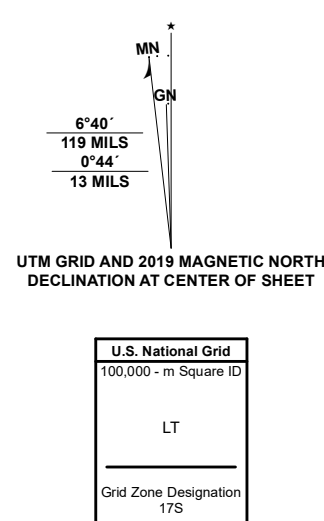 ★
MN
GN
6°40´
119 MILS
0°44´
13 MILS
UTM GRID AND 2019 MAGNETIC NORTH
DECLINATION AT CENTER OF SHEET
U.S. National Grid
100,000 - m Square ID
LT
Grid Zone Designation
17S